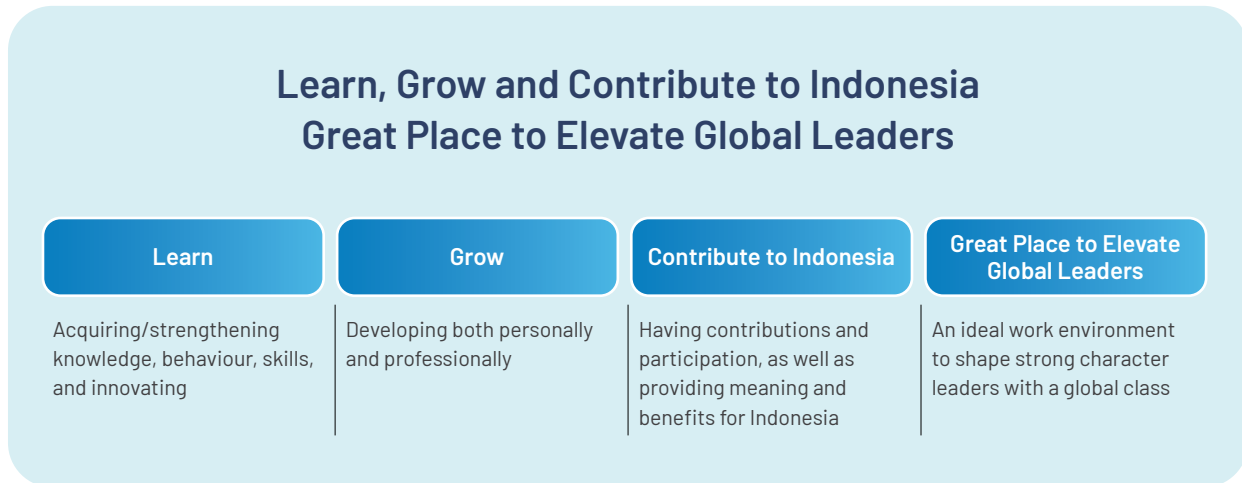 Learn, Grow and Contribute to Indonesia
Great Place to Elevate Global Leaders
Learn
Acquiring/strengthening
knowledge, behaviour, skills,
and innovating
Grow
Developing both personally
and professionally
Contribute to Indonesia
Having contributions and
participation, as well as
providing meaning and
benefits for Indonesia
Great Place to Elevate
Global Leaders
An ideal work environment
to shape strong character
leaders with a global class